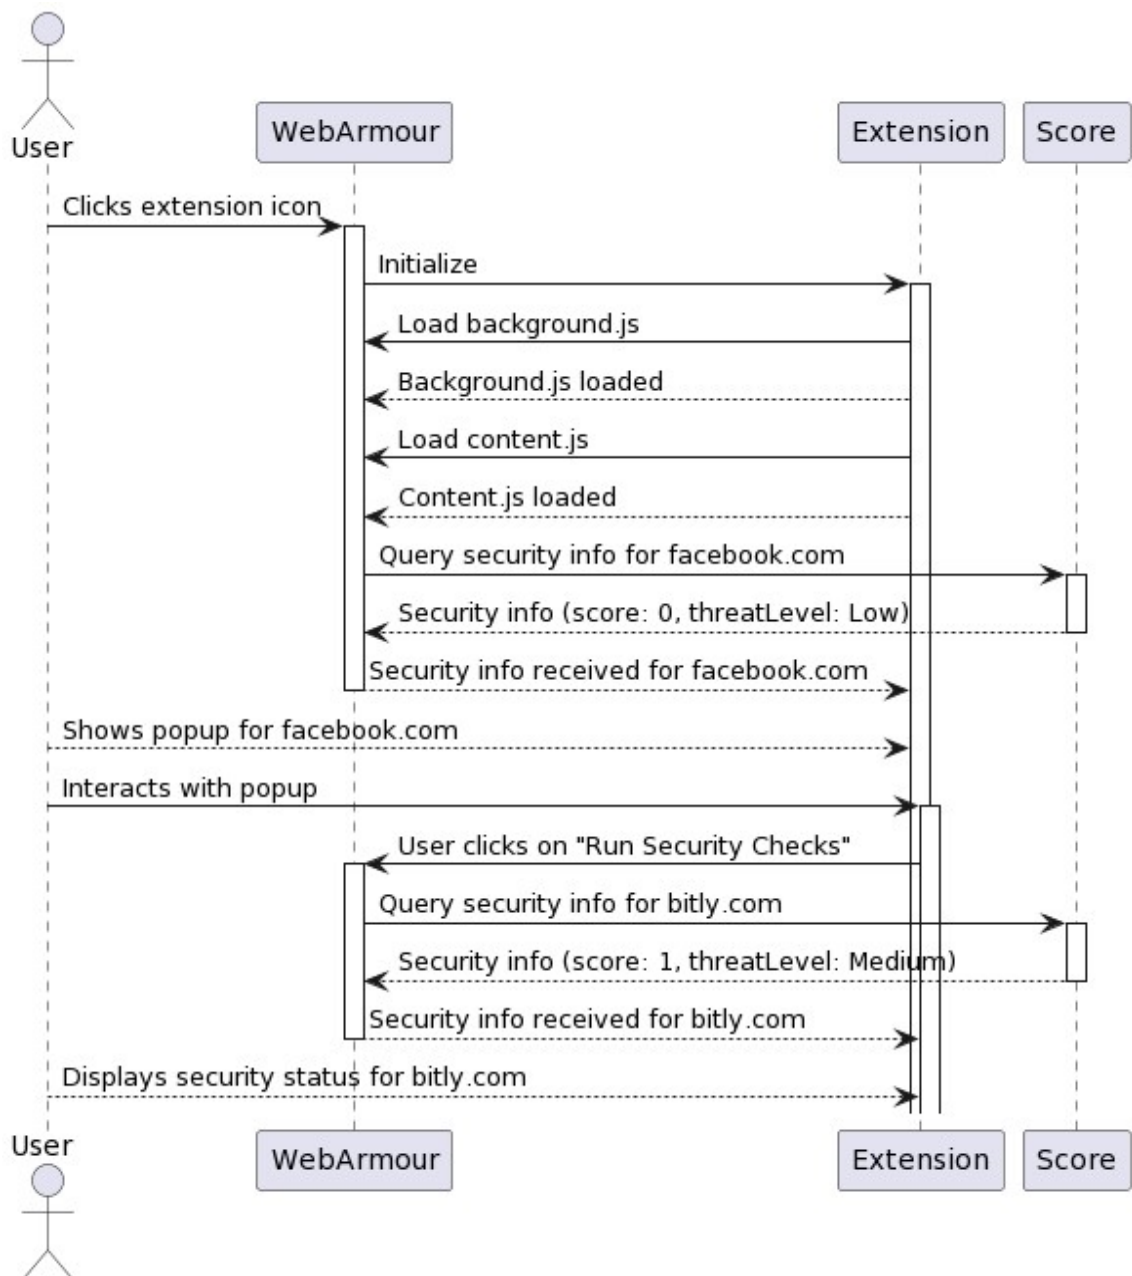 User
WebArmour
Extension
Score
Clicks extension icon
Initialize
Load background.js
Background.js loaded
Load content.js
Content.js loaded
Query security info for facebook.com
Security info (score: 0, threatLevel: Low)
Security info received for facebook.com
Shows popup for facebook.com
Interacts with popup
User clicks on "Run Security Checks"
Query security info for bitly.com
Security info (score: 1, threatLevel: Medium)
Security info received for bitly.com
Displays security status for bitly.com
User
WebArmour
Extension
Score